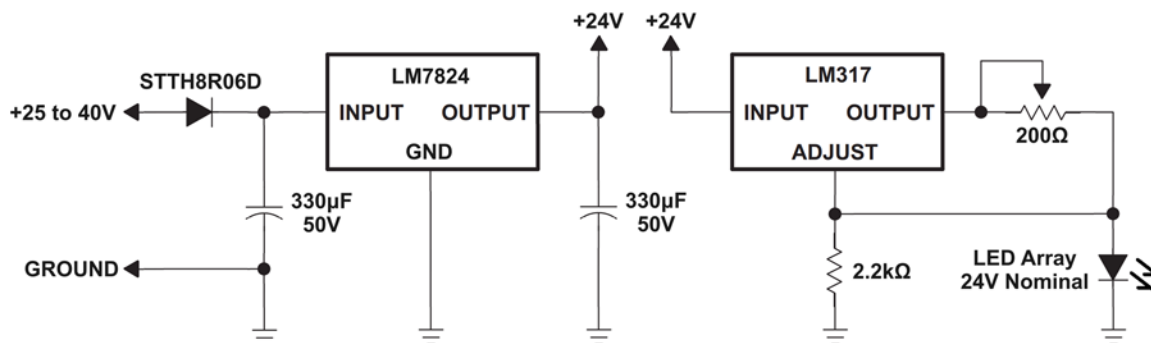 +24V
+24V
STTH8R06D
LM7824
LM317
+25 to 40V
INPUT
OUTPUT
GND
INPUT
OUTPUT
ADJUST
200Ω
330µF
50V
330µF
50V
GROUND
2.2kΩ
LED Array
24V Nominal